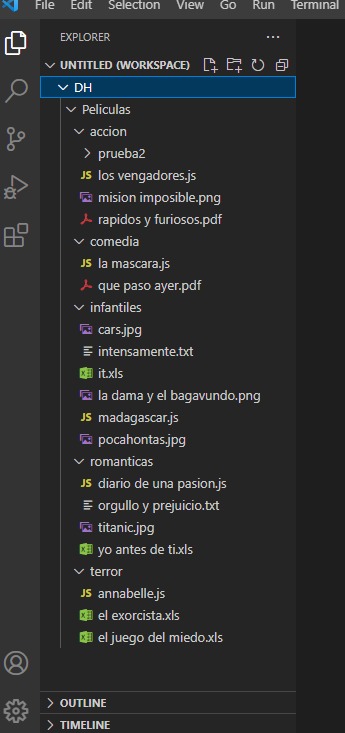 File Edit View Go Run Terminal
EXPLORER
UNTITLED (WORKSPACE)
DH
Peliculas
accion
prueba2
JS los vengadores.js
mision imposible.png
rapidos y furiosos.pdf
comedia
JS la mascara.js
que paso ayer.pdf
infantiles
cars.jpg
intensamente.txt
it.xls
la dama y el bagavundo.png
JS madagascar.js
pocahontas.jpg
romanticas
JS diario de una pasion.js
orgullo y prejuicio.txt
titanic.jpg
yo antes de ti.xls
terror
JS annabelle.js
el exorcista.xls
el juego del miedo.xls
OUTLINE
TIMELINE